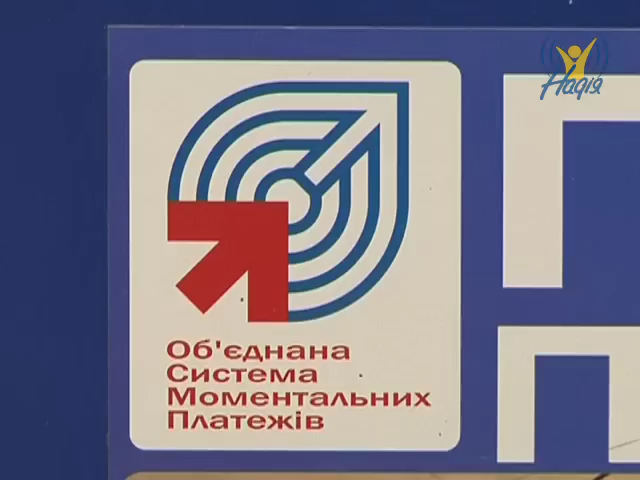 Надія
Об'єднана
Система
Моментальних
Платежів